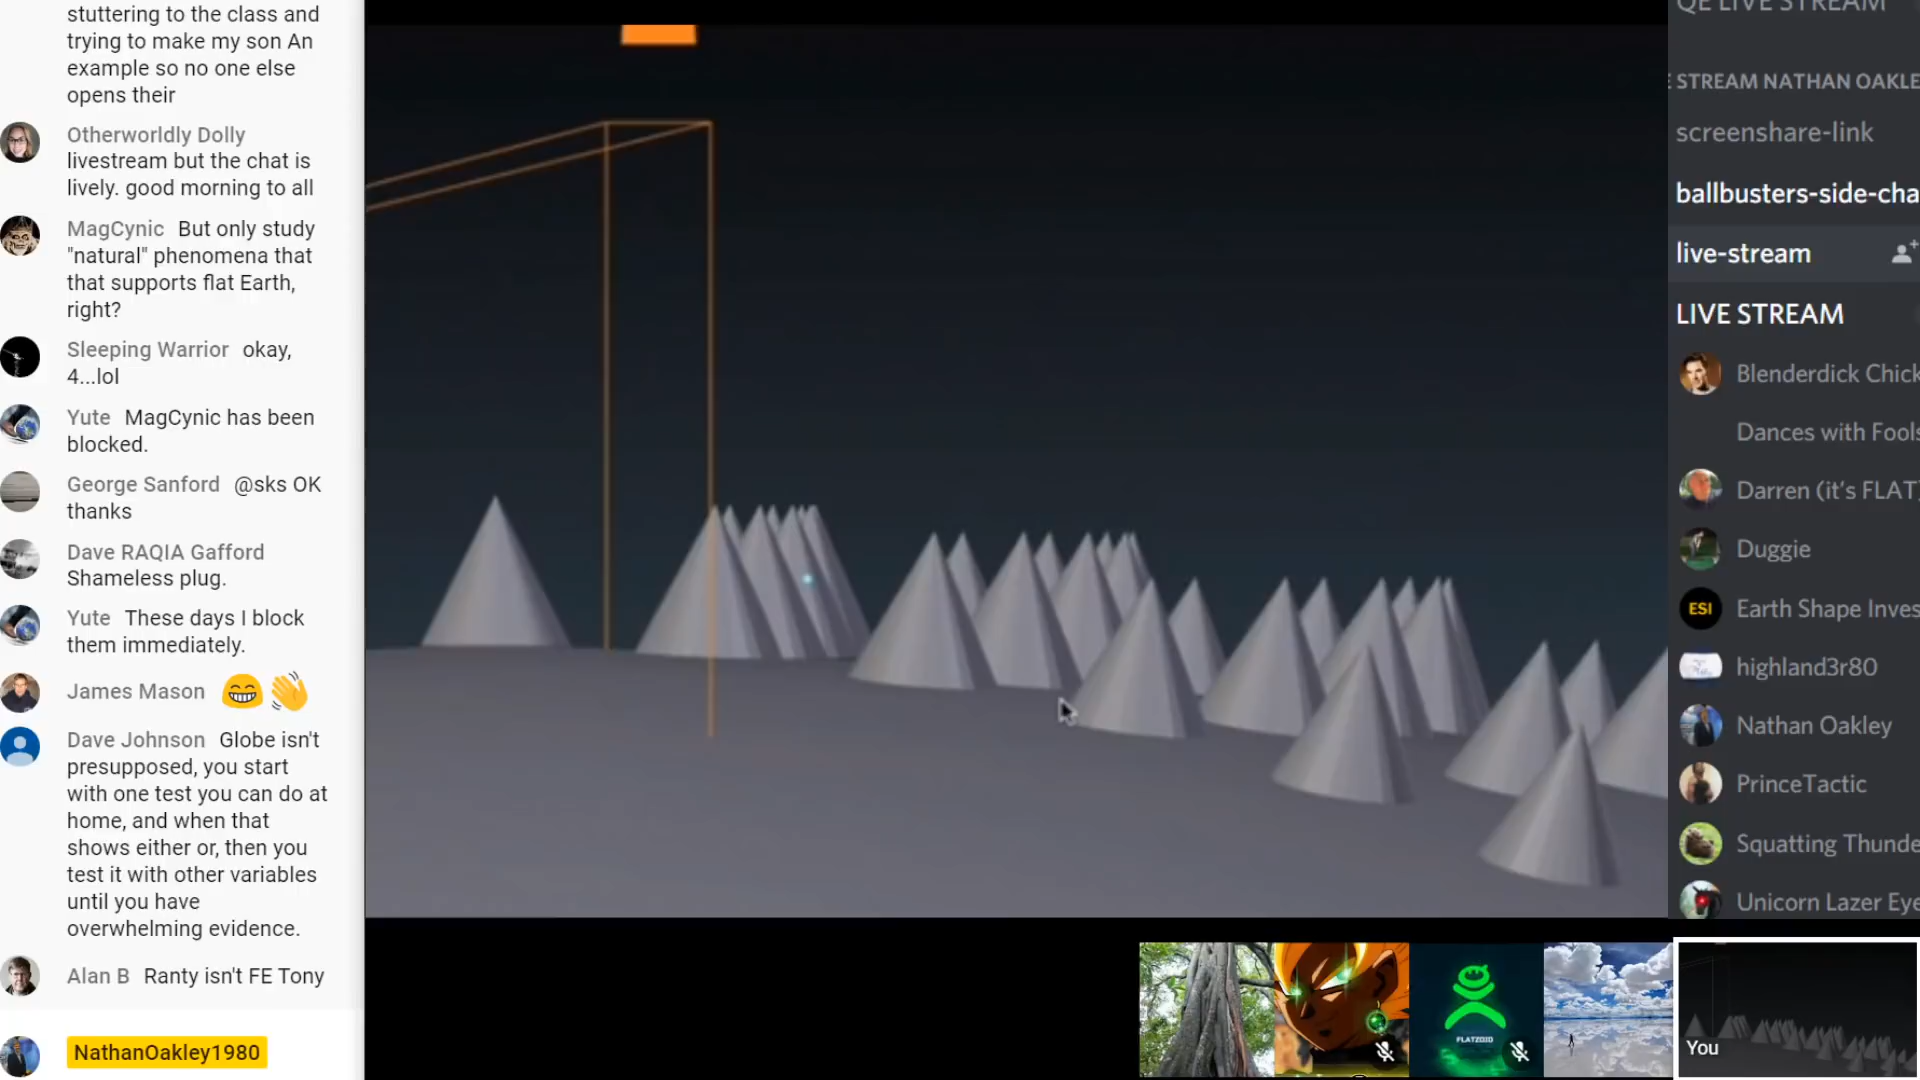 stuttering to the class and
trying to make my son An
example so no one else
opens their
Otherworldly Dolly
livestream but the chat is
lively. good morning to all
MagCynic But only study
"natural" phenomena that
that supports flat Earth,
right?
Sleeping Warrior okay,
4...lol
Yute MagCynic has been
blocked.
George Sanford @sks OK
thanks
Dave RAQIA Gafford
Shameless plug.
Yute These days I block
them immediately.
James Mason 😂👋
Dave Johnson Globe isn't
presupposed, you start
with one test you can do at
home, and when that
shows either or, then you
test it with other variables
until you have
overwhelming evidence.
Alan B Ranty isn't FE Tony
NathanOakley1980
QE LIVE STREAM
E STREAM NATHAN OAKLE
screenshare-link
ballbusters-side-cha
live-stream
LIVE STREAM
Blenderdick Chick
Dances with Fools
Darren (it's FLAT)
Duggie
ESI Earth Shape Inves
highland3r80
Nathan Oakley
PrinceTactic
Squatting Thunde
Unicorn Lazer Eye
FLATZOID
You